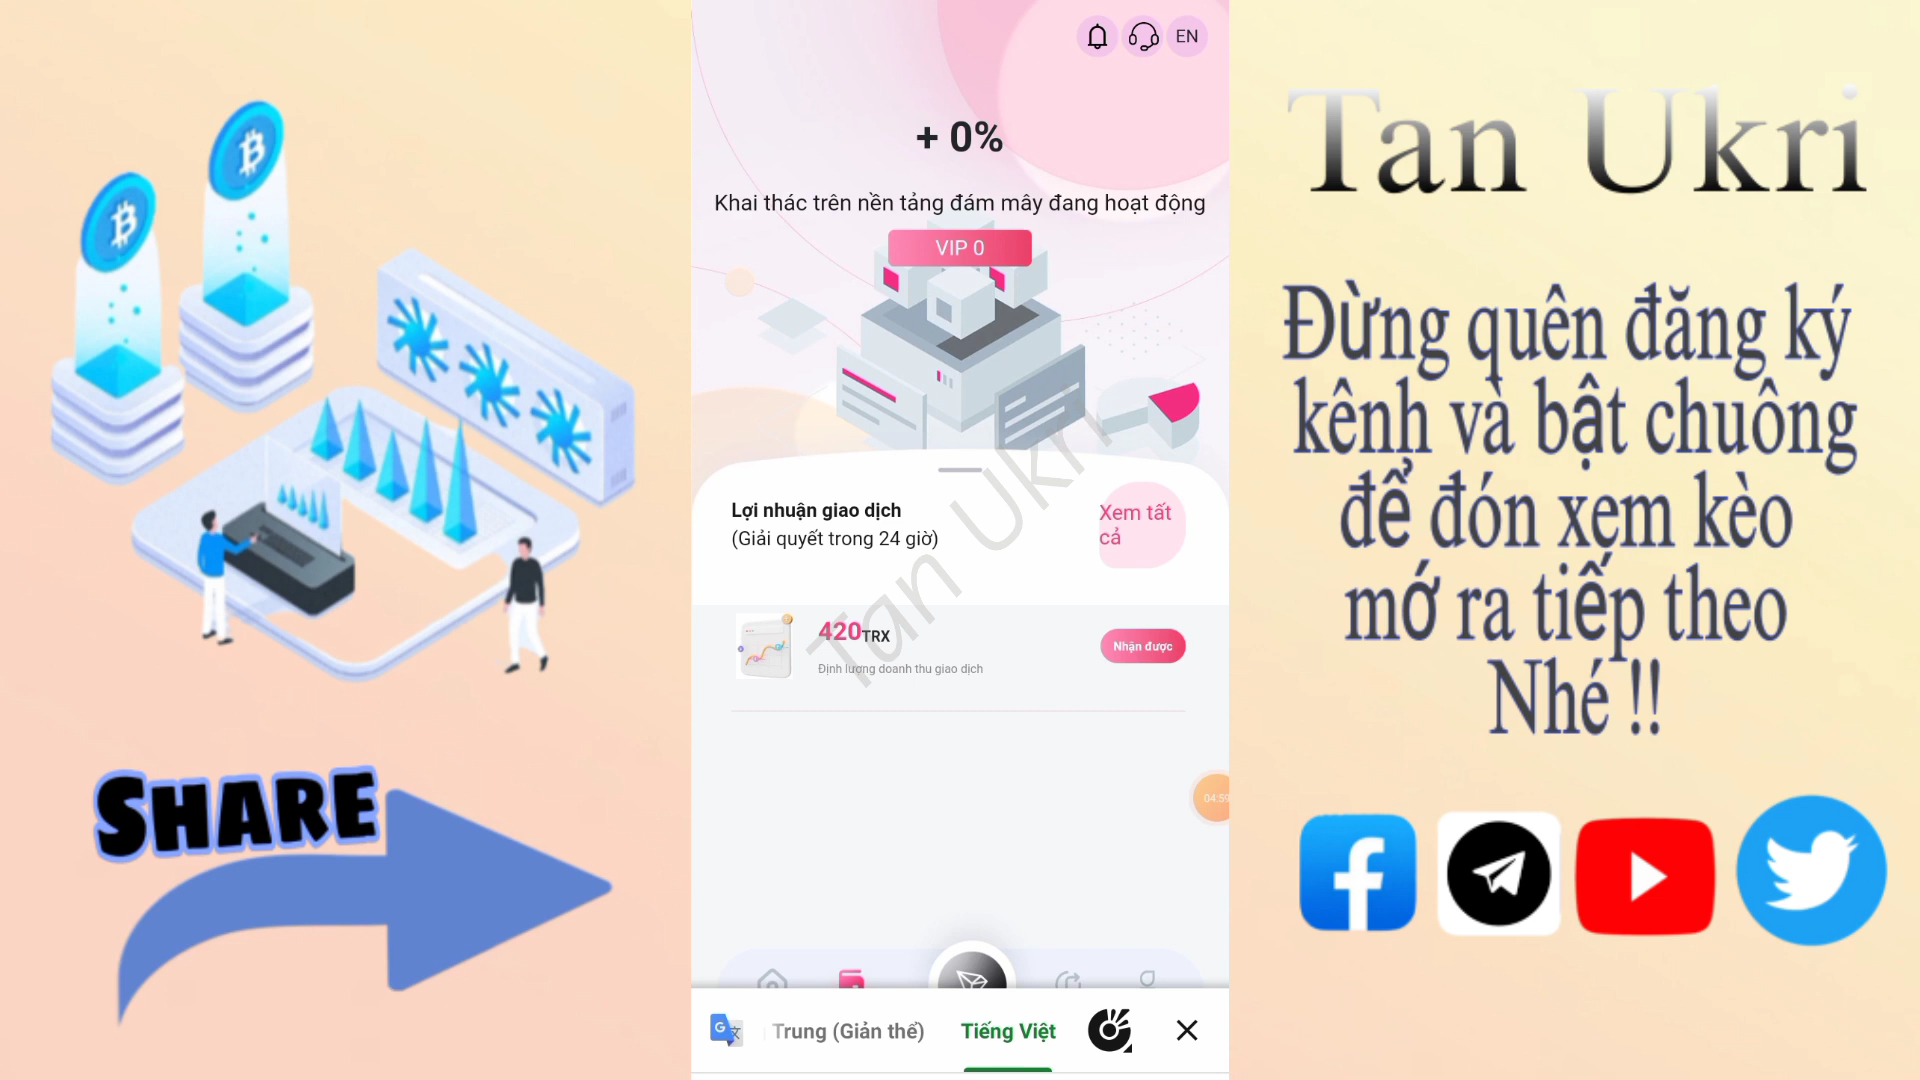 SHARE
EN
+ 0%
Khai thác trên nền tảng đám mây đang hoạt động
VIP 0
Lợi nhuận giao dịch
(Giải quyết trong 24 giờ)
Xem tất
cả
420TRX
Định lượng doanh thu giao dịch
Nhận được
Tan Ukri
04:59
Trung (Giản thể)
Tiếng Việt
Tan Ukri
Đừng quên đăng ký
kênh và bật chuông
để đón xem kèo
mớ ra tiếp theo
Nhé !!